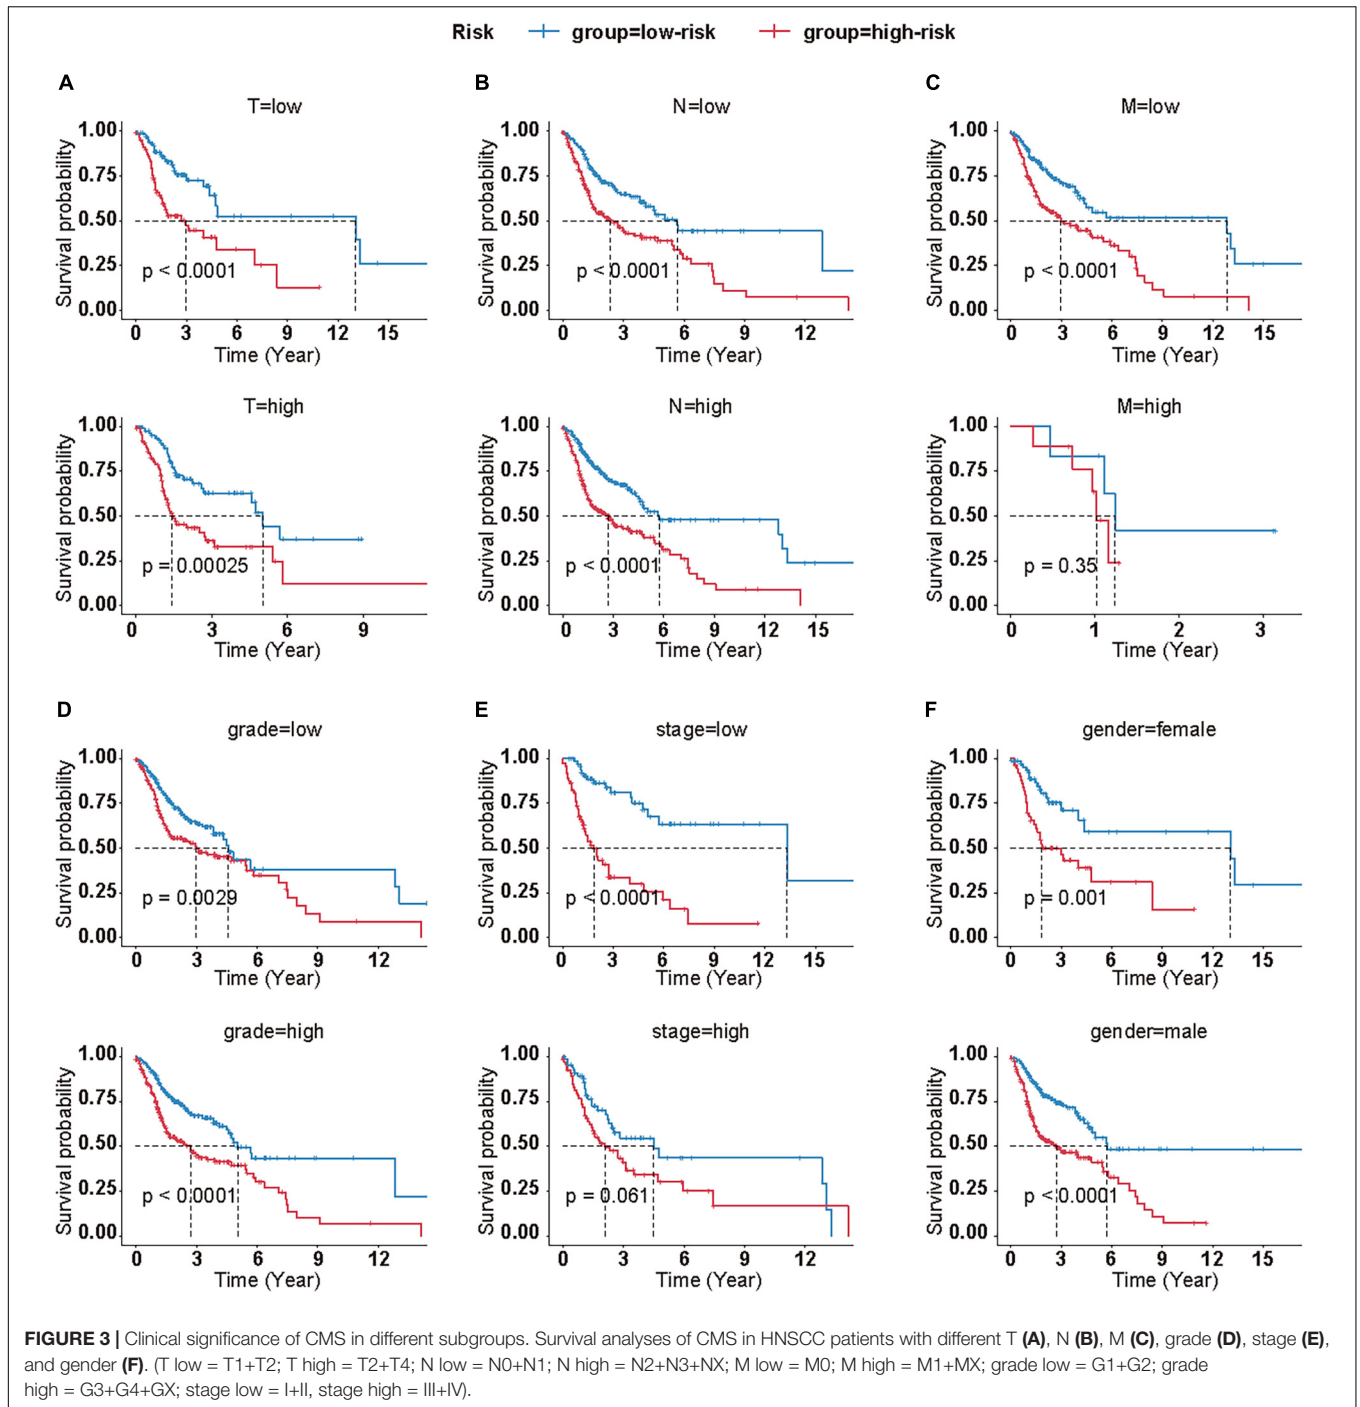 Risk group=low-risk group=high-risk
A B C
T=low N=low M=low
Survival probability
1.00
0.75
0.50
0.25
0.00
p < 0.0001
0 3 6 9 12 15
Time (Year)
Survival probability
1.00
0.75
0.50
0.25
0.00
p < 0.0001
0 3 6 9 12
Time (Year)
Survival probability
1.00
0.75
0.50
0.25
0.00
p < 0.0001
0 3 6 9 12 15
Time (Year)
T=high N=high M=high
Survival probability
1.00
0.75
0.50
0.25
0.00
p = 0.00025
0 3 6 9
Time (Year)
Survival probability
1.00
0.75
0.50
0.25
0.00
p < 0.0001
0 3 6 9 12 15
Time (Year)
Survival probability
1.00
0.75
0.50
0.25
0.00
p = 0.35
0 1 2 3
Time (Year)
D E F
grade=low stage=low gender=female
Survival probability
1.00
0.75
0.50
0.25
0.00
p = 0.0029
0 3 6 9 12
Time (Year)
Survival probability
1.00
0.75
0.50
0.25
0.00
p < 0.0001
0 3 6 9 12 15
Time (Year)
Survival probability
1.00
0.75
0.50
0.25
0.00
p = 0.001
0 3 6 9 12 15
Time (Year)
grade=high stage=high gender=male
Survival probability
1.00
0.75
0.50
0.25
0.00
p < 0.0001
0 3 6 9 12
Time (Year)
Survival probability
1.00
0.75
0.50
0.25
0.00
p = 0.061
0 3 6 9 12
Time (Year)
Survival probability
1.00
0.75
0.50
0.25
0.00
p < 0.0001
0 3 6 9 12 15
Time (Year)
FIGURE 3 | Clinical significance of CMS in different subgroups. Survival analyses of CMS in HNSCC patients with different T (A), N (B), M (C), grade (D), stage (E),
and gender (F). (T low = T1+T2; T high = T2+T4; N low = N0+N1; N high = N2+N3+NX; M low = M0; M high = M1+MX; grade low = G1+G2; grade
high = G3+G4+GX; stage low = I+II, stage high = III+IV).